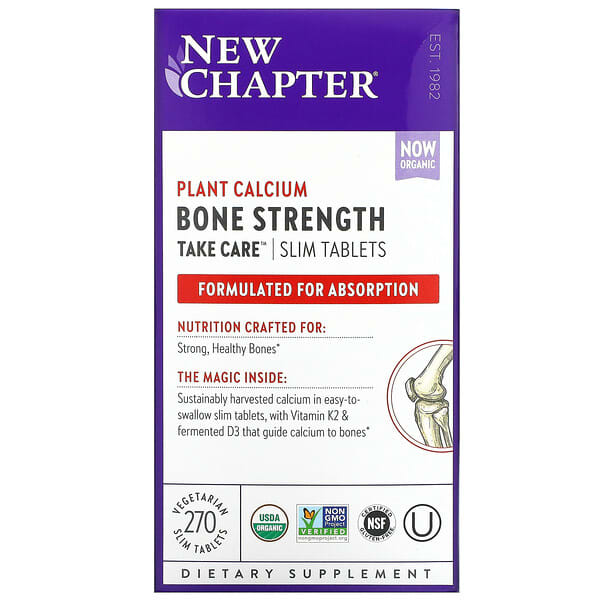 NEW
CHAPTER®
EST. 1982
NOW
ORGANIC
PLANT CALCIUM
BONE STRENGTH
TAKE CARE™ | SLIM TABLETS
FORMULATED FOR ABSORPTION
NUTRITION CRAFTED FOR:
Strong, Healthy Bones*
THE MAGIC INSIDE:
Sustainably harvested calcium in easy-to-
swallow slim tablets, with Vitamin K2 &
fermented D3 that guide calcium to bones*
VEGETARIAN
270
SLIM TABLETS
USDA
ORGANIC
NON
GMO
Project
VERIFIED
nongmoproject.org
CERTIFIED
NSF
GLUTEN-FREE
U
DIETARY SUPPLEMENT